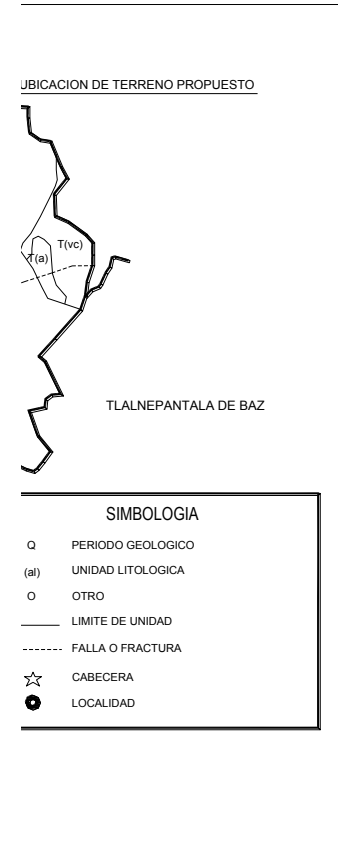 UBICACION DE TERRENO PROPUESTO
T(vc)
T(a)
TLALNEPANTALA DE BAZ
SIMBOLOGIA
Q PERIODO GEOLOGICO
(al) UNIDAD LITOLOGICA
O OTRO
LIMITE DE UNIDAD
FALLA O FRACTURA
CABECERA
LOCALIDAD